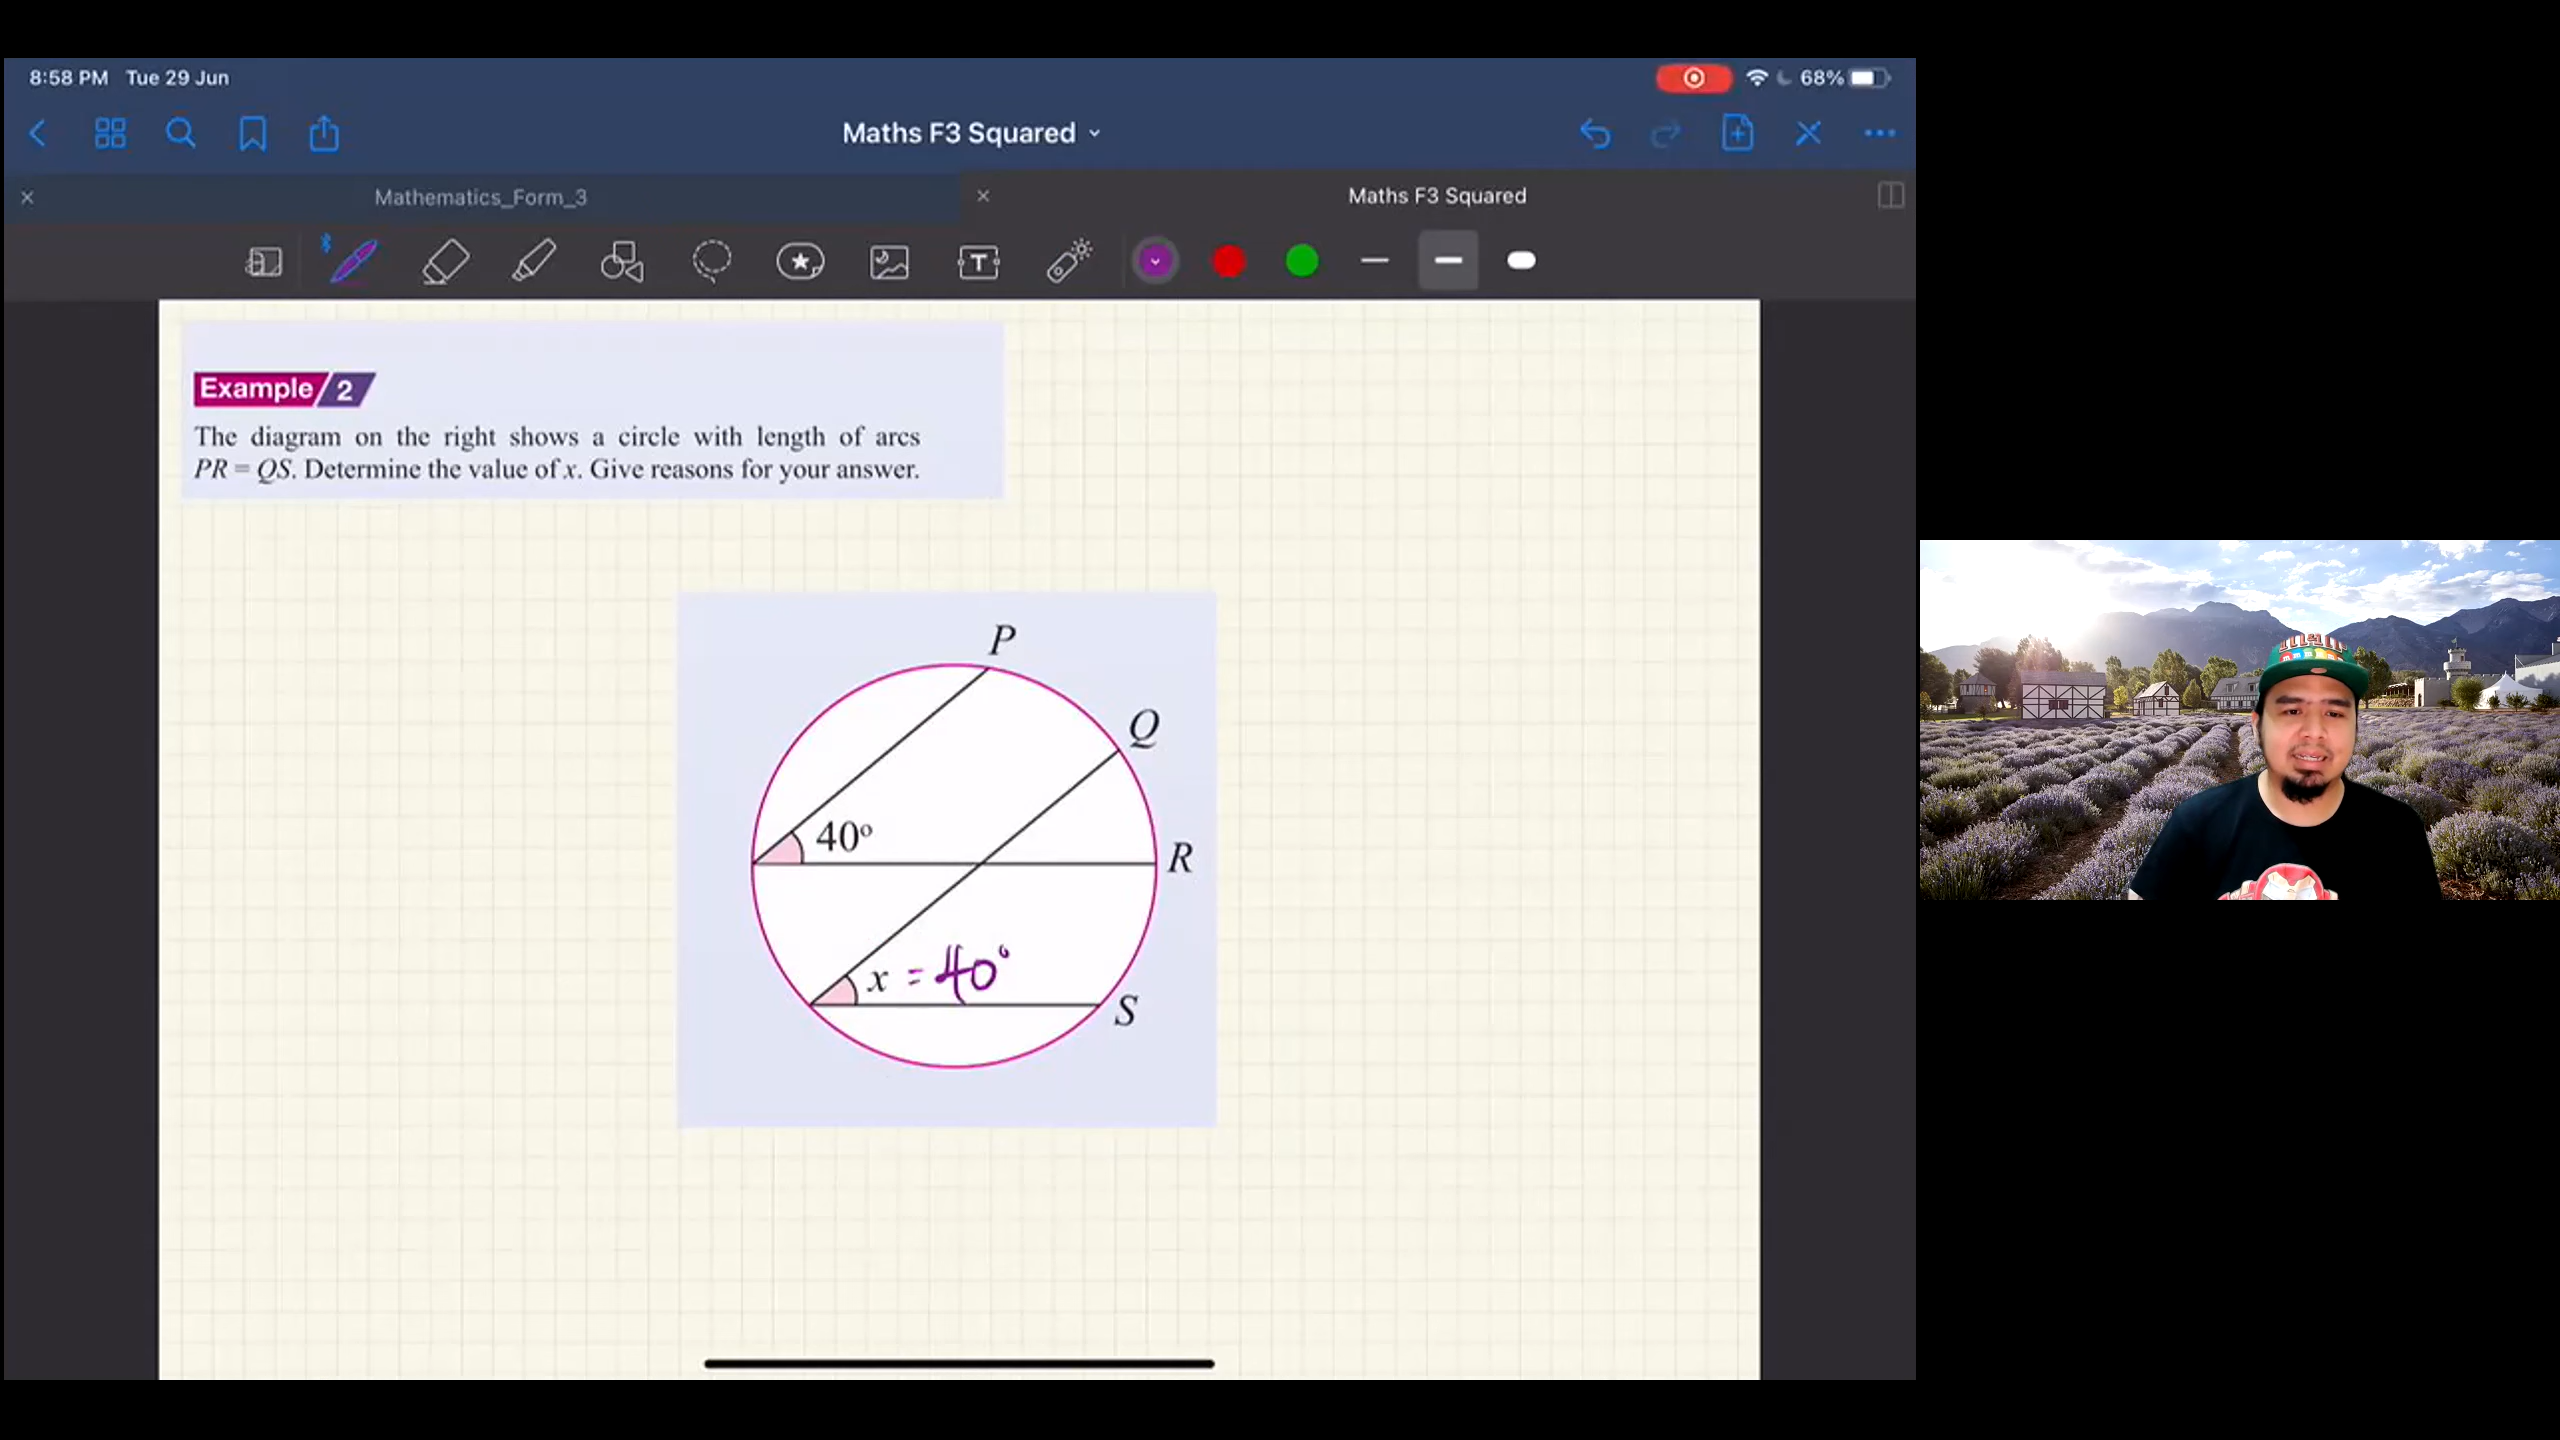 8:58 PM Tue 29 Jun
68%
Maths F3 Squared
Mathematics_Form_3
Maths F3 Squared
T
Example 2
The diagram on the right shows a circle with length of arcs
PR = QS. Determine the value of x. Give reasons for your answer.
P
Q
40°
R
x = 40°
S